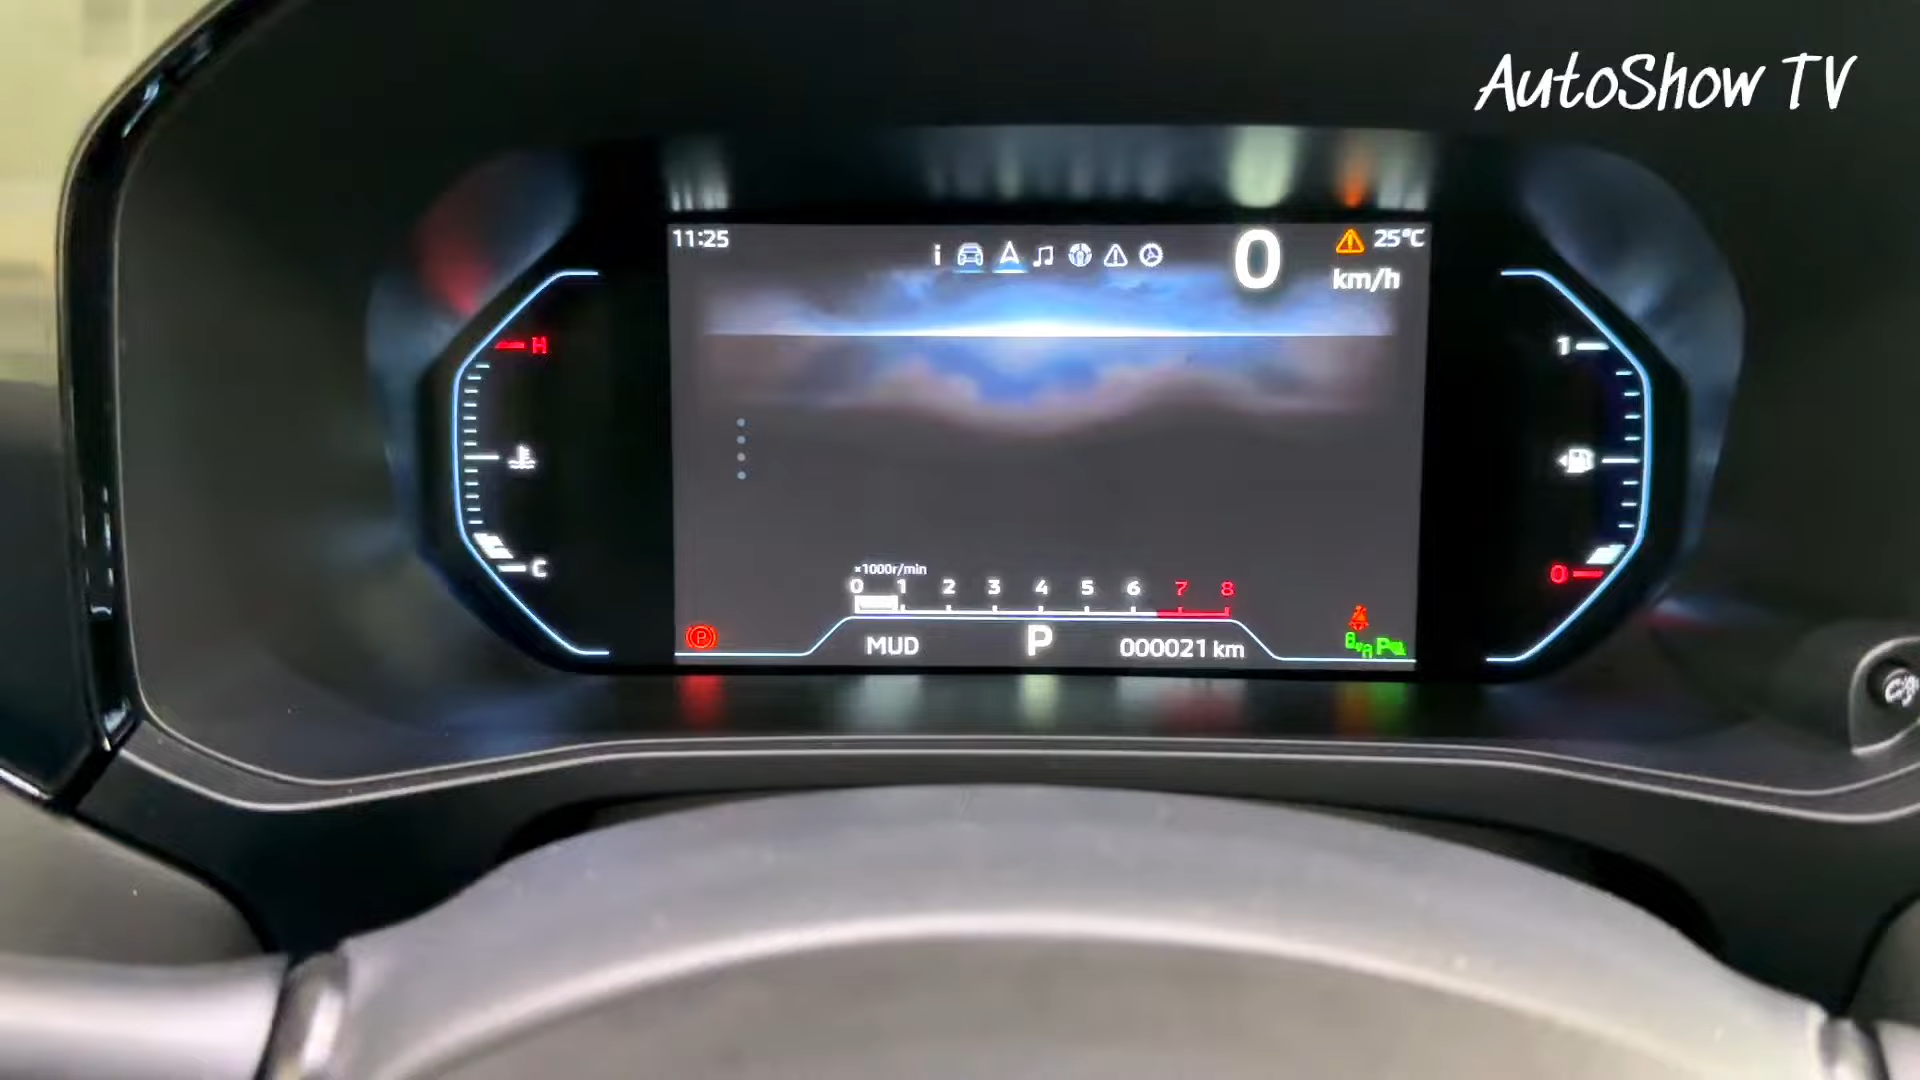 AutoShow TV
11:25
0
25°C
km/h
H
C
1
0
×1000r/min
0 1 2 3 4 5 6 7 8
P
MUD
P
000021 km